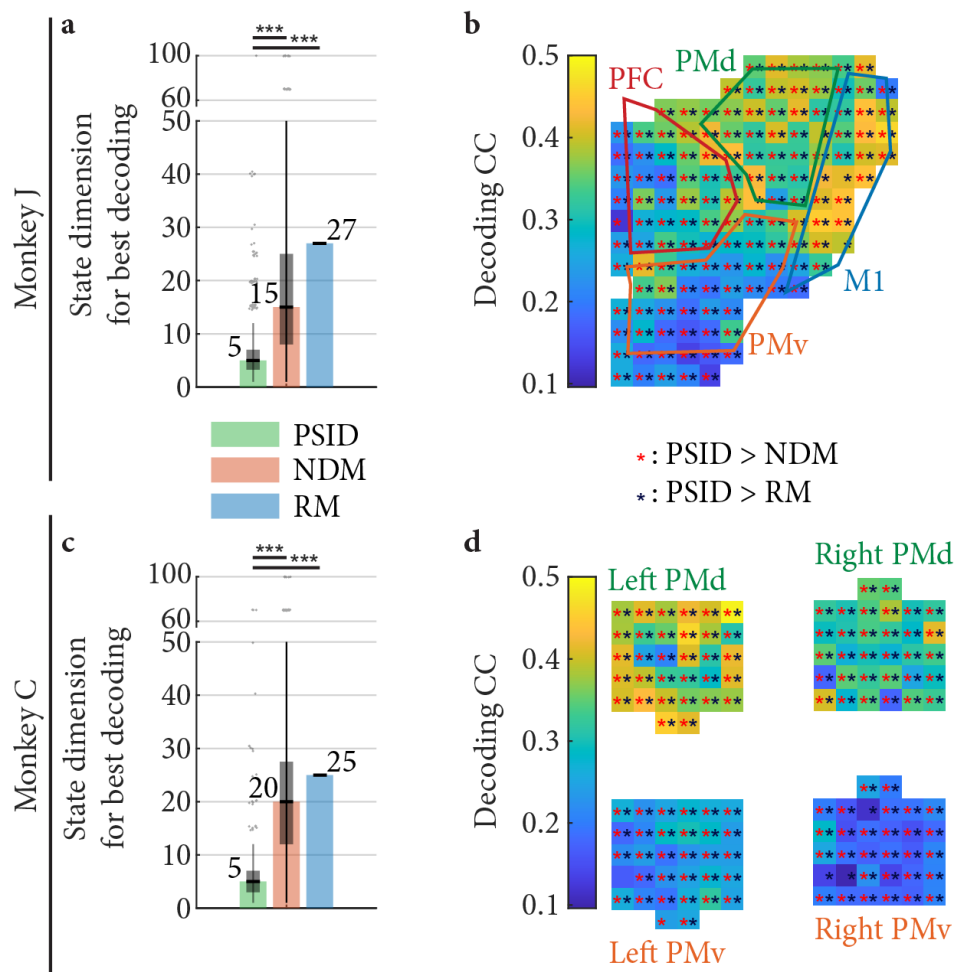 Monkey J
a
*** 
***
State dimension
for best decoding
100
60
50
40
30
20
10
0
5
15
27
b
Decoding CC
0.5
0.4
0.3
0.2
0.1
PFC
PMd
M1
PMv
PSID
NDM
RM
* : PSID > NDM
* : PSID > RM
Monkey C
c
***
***
State dimension
for best decoding
100
60
50
40
30
20
10
0
5
20
25
d
Decoding CC
0.5
0.4
0.3
0.2
0.1
Left PMd
Right PMd
Left PMv
Right PMv